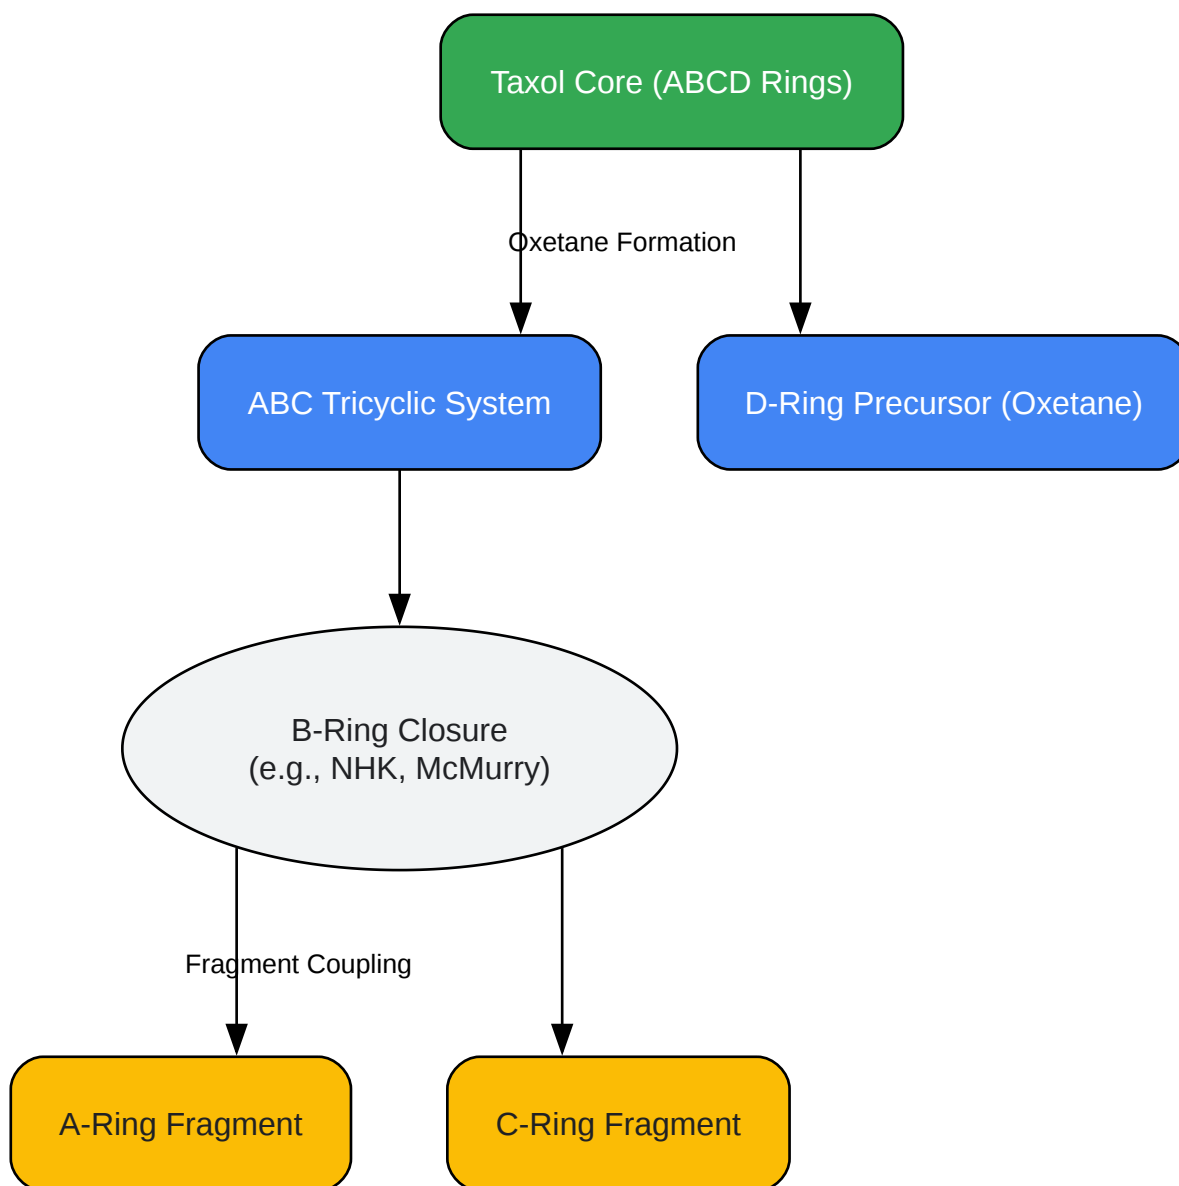 Taxol Core (ABCD Rings)
Oxetane Formation
ABC Tricyclic System
D-Ring Precursor (Oxetane)
B-Ring Closure
(e.g., NHK, McMurry)
Fragment Coupling
A-Ring Fragment
C-Ring Fragment